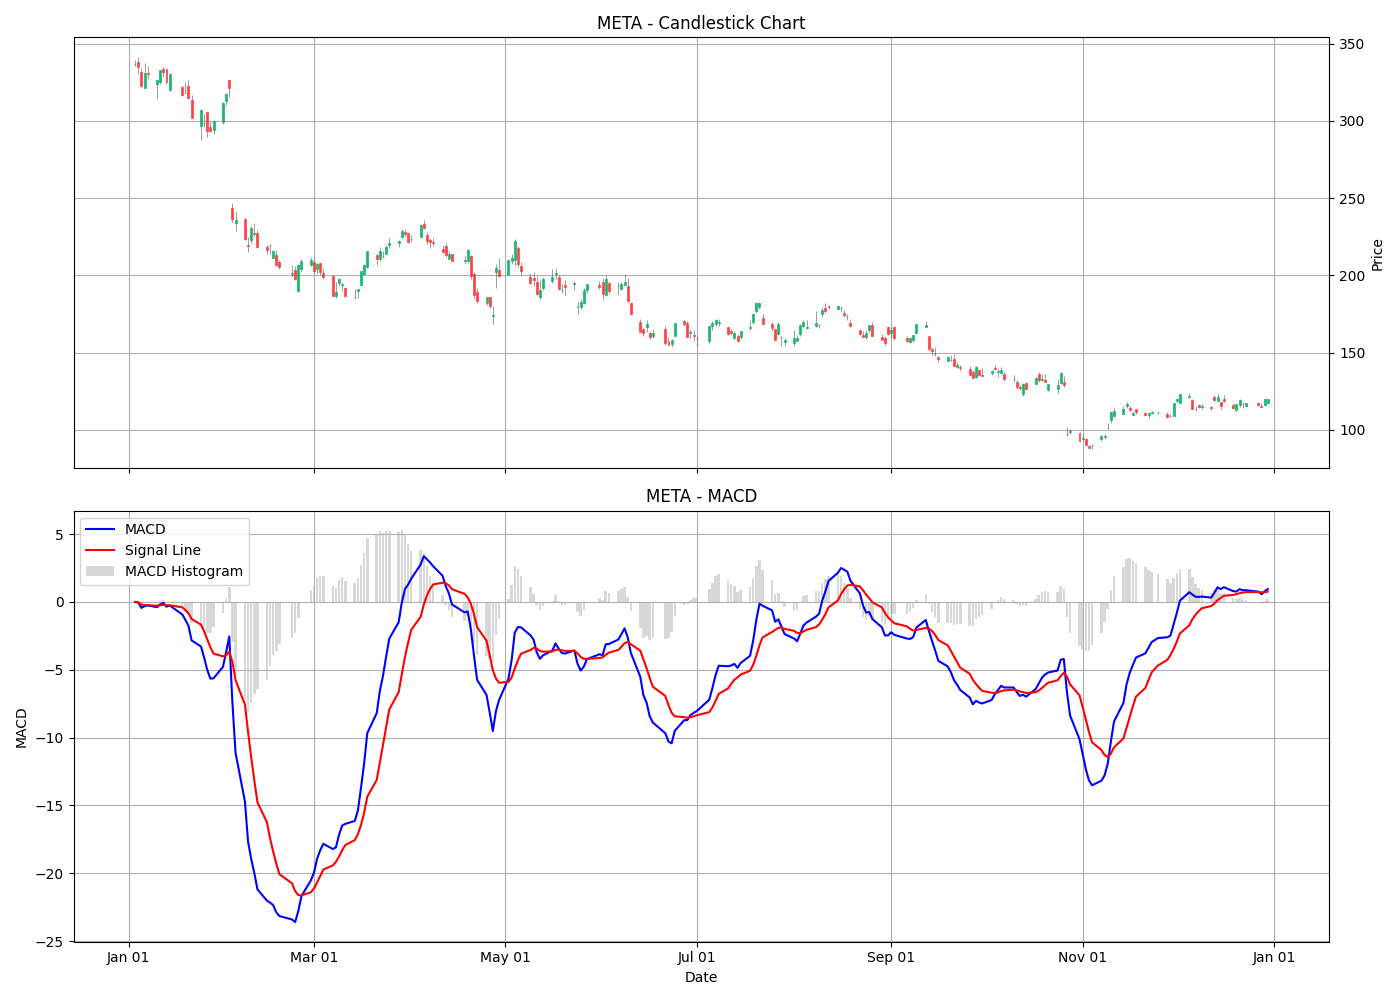 META - Candlestick Chart
350
300
250
200
150
100
Price
META - MACD
MACD
Signal Line
MACD Histogram
5
0
−5
−10
−15
−20
−25
MACD
Jan 01
Mar 01
May 01
Jul 01
Sep 01
Nov 01
Jan 01
Date